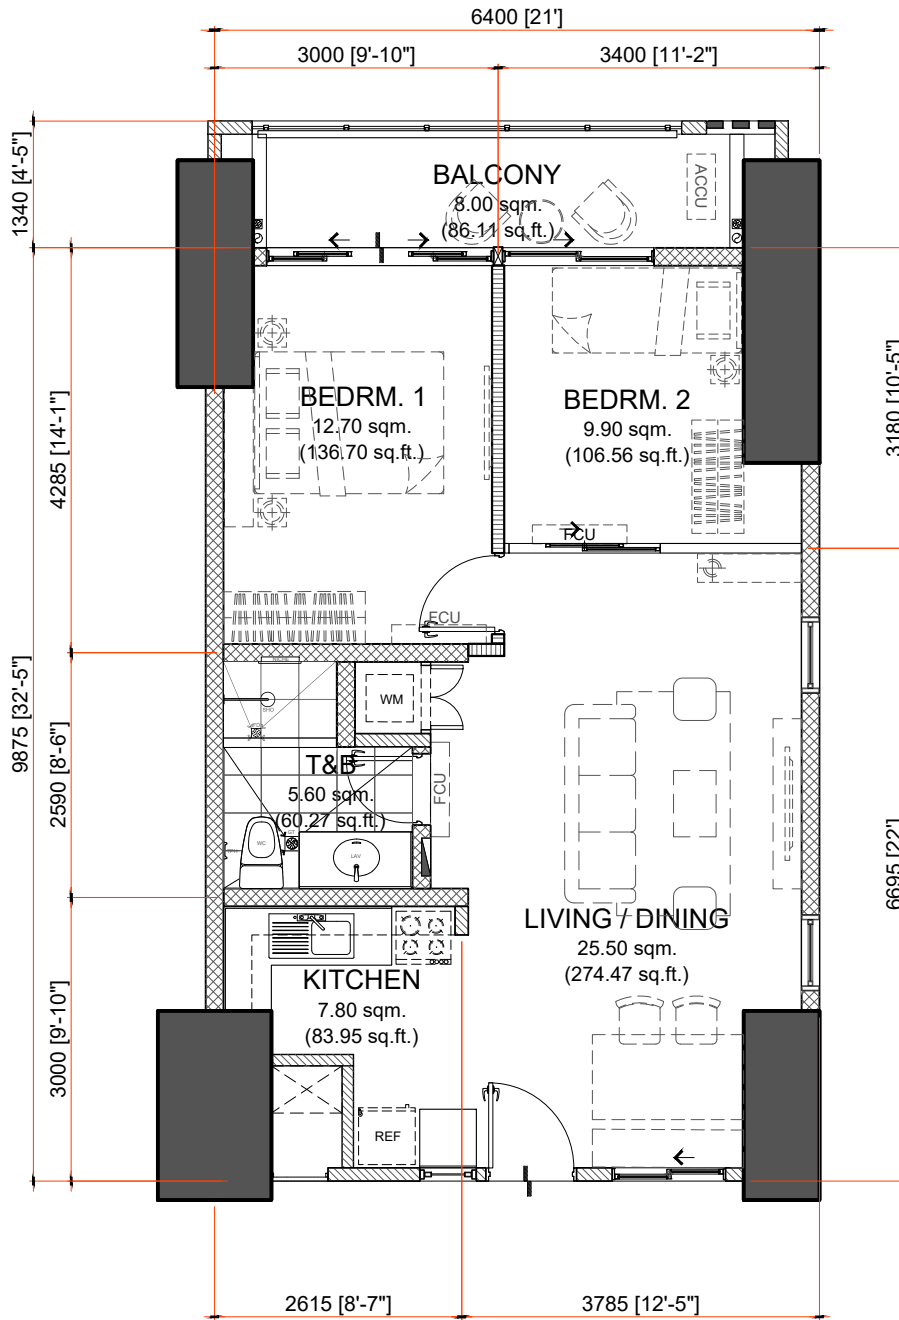 6400 [21']
3000 [9'-10"]
3400 [11'-2"]
1340 [4'-5"]
BALCONY
8.00 sqm.
(86.11 sq.ft.)
ACCU
4285 [14'-1"]
3180 [10'-5"]
BEDRM. 1
12.70 sqm.
(136.70 sq.ft.)
BEDRM. 2
9.90 sqm.
(106.56 sq.ft.)
FCU
FCU
9875 [32'-5"]
2590 [8'-6"]
NICHE
SHO
WM
T&B
5.60 sqm.
(60.27 sq.ft.)
FCU
GT
WC
LAV
6695 [22']
LIVING / DINING
25.50 sqm.
(274.47 sq.ft.)
KITCHEN
7.80 sqm.
(83.95 sq.ft.)
3000 [9'-10"]
REF
2615 [8'-7"]
3785 [12'-5"]